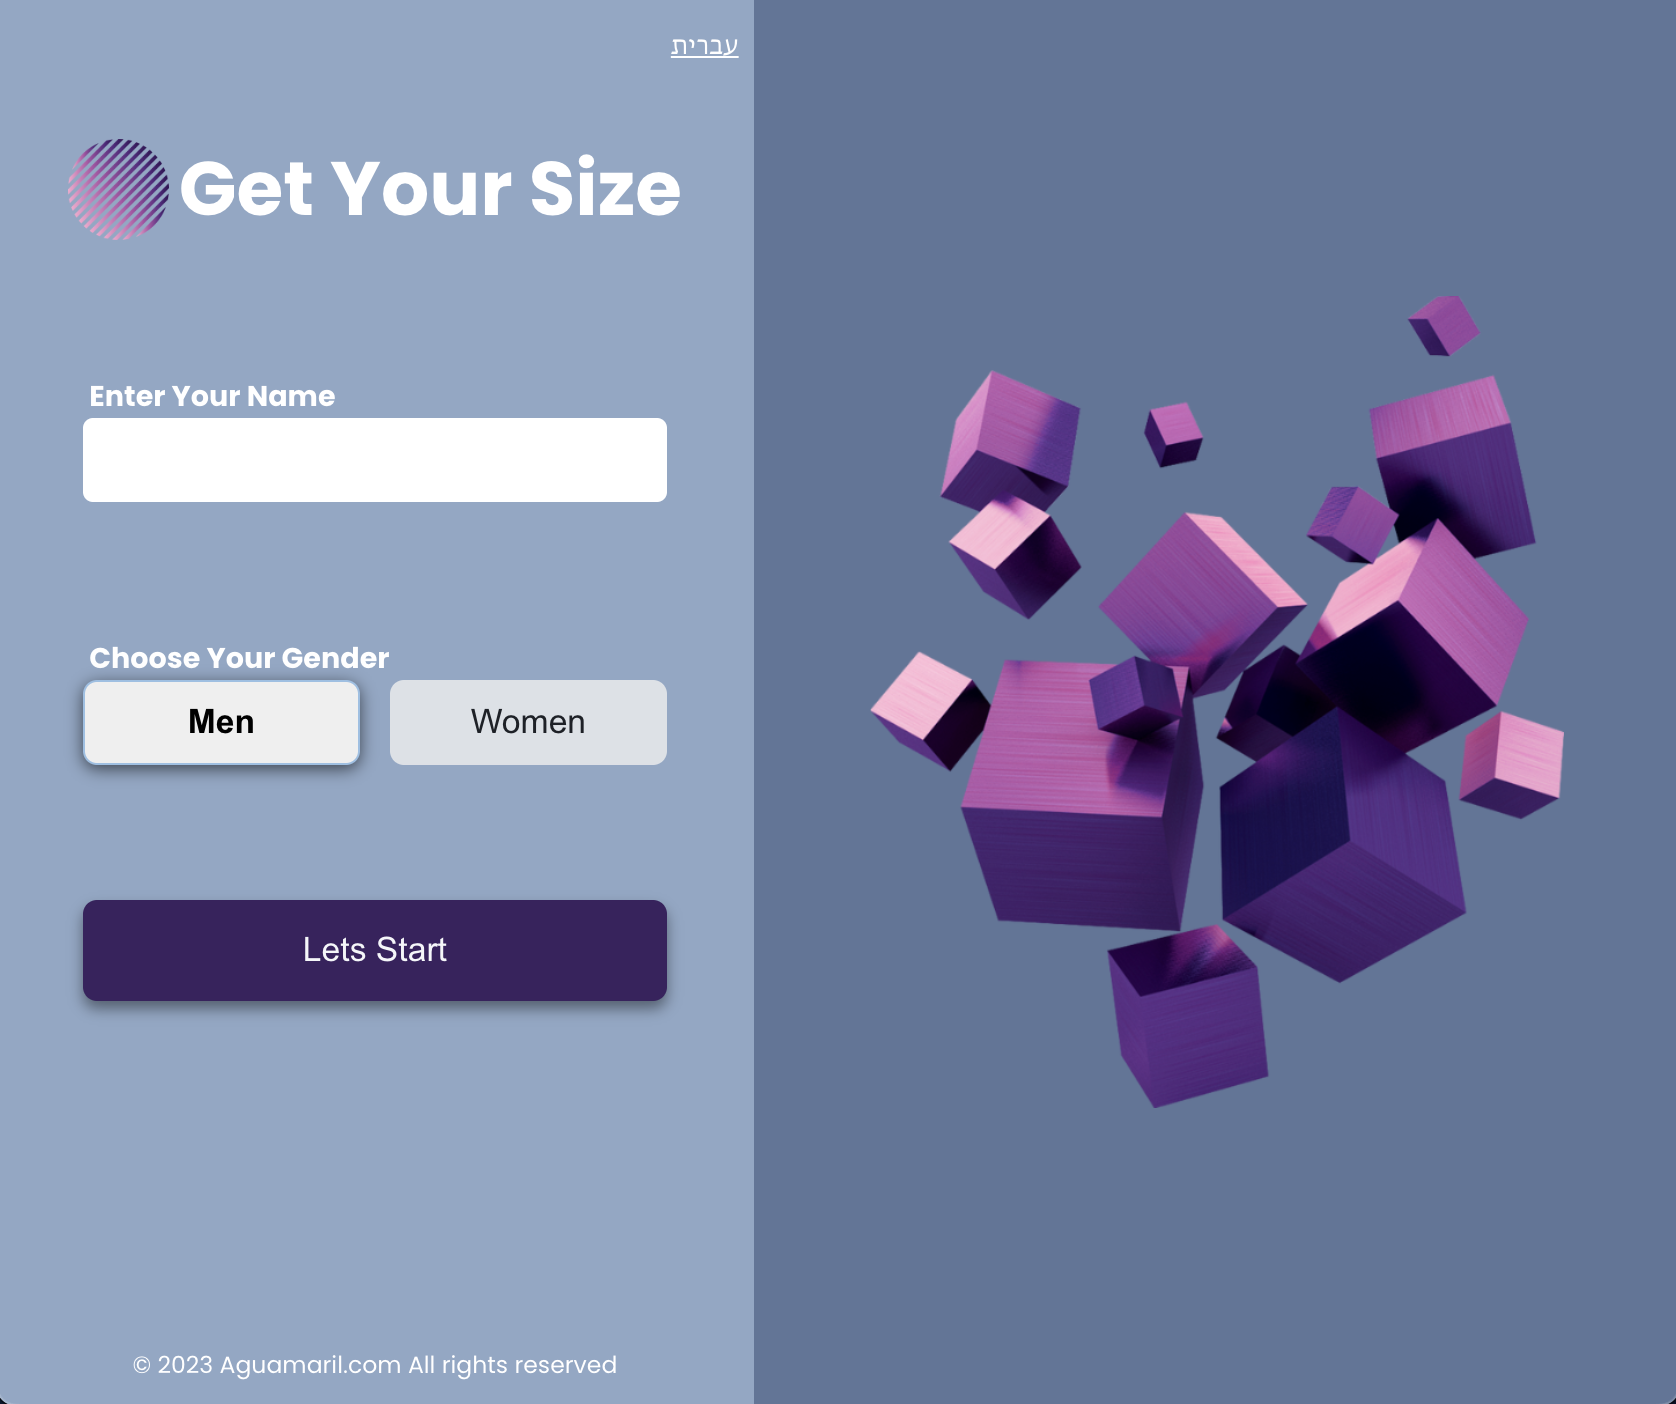 עברית
Get Your Size
Enter Your Name
Choose Your Gender
Men
Women
Lets Start
© 2023 Aguamaril.com All rights reserved